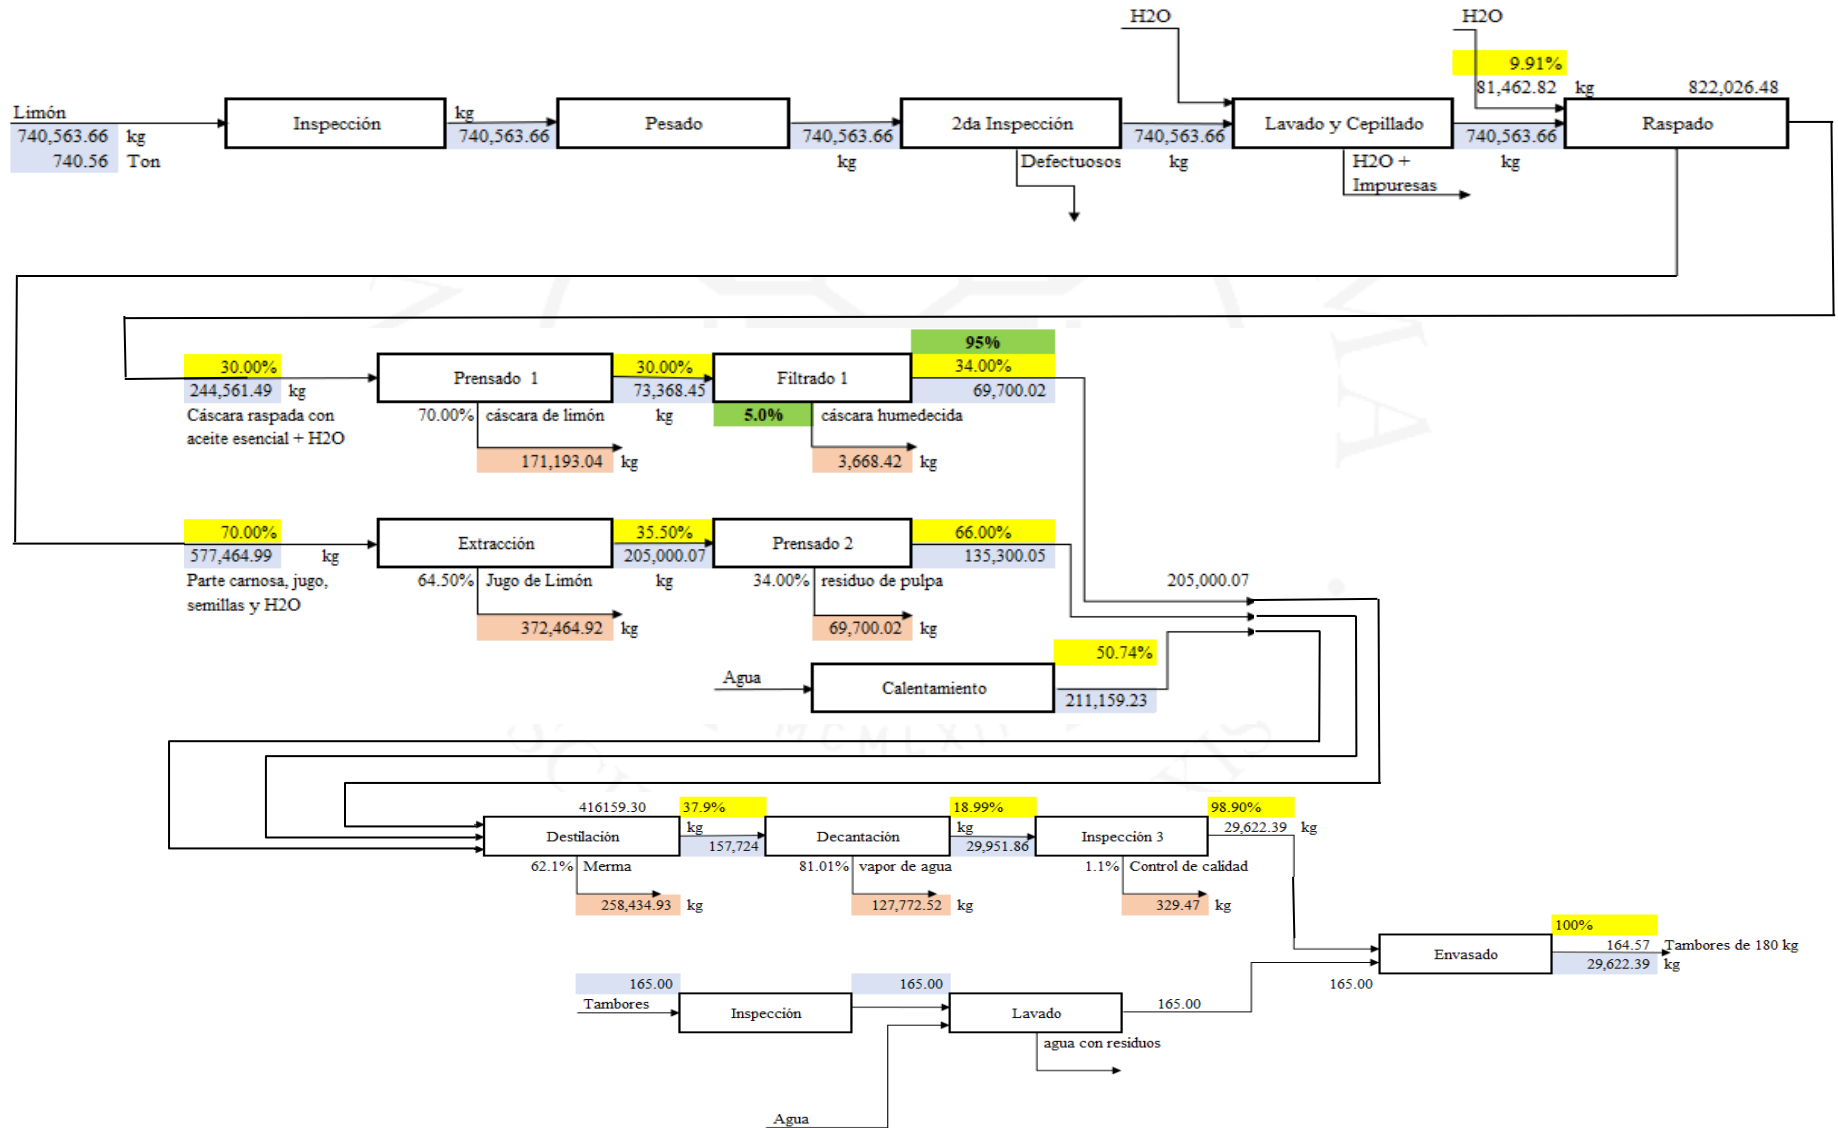 H2O
H2O
9.91%
81,462.82 kg
822,026.48
Limón
740,563.66 kg
740.56 Ton
Inspección
kg
740,563.66
Pesado
740,563.66
kg
2da Inspección
Defectuosos
740,563.66
kg
Lavado y Cepillado
H2O +
Impuresas
740,563.66
kg
Raspado
30.00%
244,561.49 kg
Cáscara raspada con
aceite esencial + H2O
Prensado 1
70.00% cáscara de limón
171,193.04 kg
30.00%
73,368.45
kg
Filtrado 1
5.0% cáscara humedecida
3,668.42 kg
95%
34.00%
69,700.02
70.00%
577,464.99 kg
Parte carnosa, jugo,
semillas y H2O
Extracción
64.50% Jugo de Limón
372,464.92 kg
35.50%
205,000.07
kg
Prensado 2
34.00% residuo de pulpa
69,700.02 kg
66.00%
135,300.05
205,000.07
Agua
Calentamiento
50.74%
211,159.23
MA
MCMLXII
416159.30
Destilación
62.1% Merma
258,434.93 kg
37.9%
kg
157,724
Decantación
81.01% vapor de agua
127,772.52 kg
18.99%
kg
29,951.86
Inspección 3
1.1% Control de calidad
329.47 kg
98.90%
29,622.39 kg
165.00
Tambores
Inspección
165.00
Lavado
agua con residuos
Agua
165.00
165.00
Envasado
100%
164.57 Tambores de 180 kg
29,622.39 kg